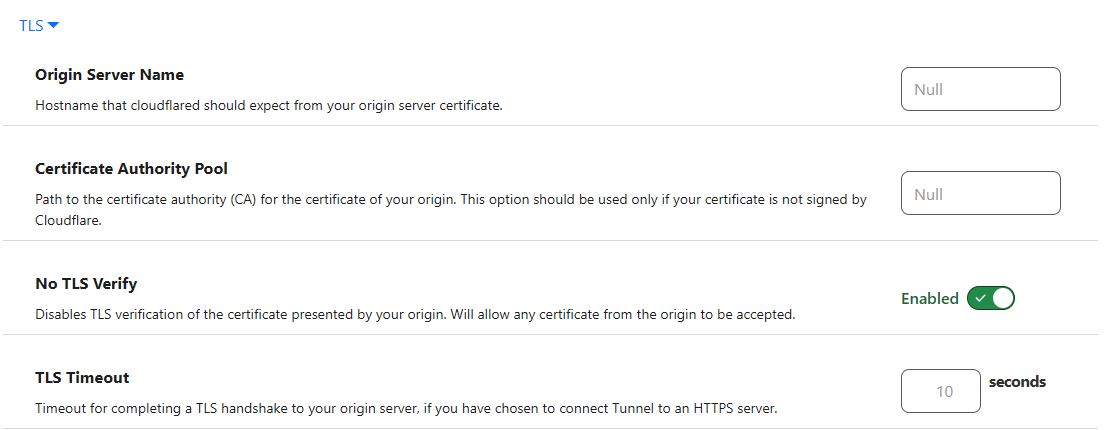 TLS
Origin Server Name
Hostname that cloudflared should expect from your origin server certificate.
Null
Certificate Authority Pool
Path to the certificate authority (CA) for the certificate of your origin. This option should be used only if your certificate is not signed by
Cloudflare.
Null
No TLS Verify
Disables TLS verification of the certificate presented by your origin. Will allow any certificate from the origin to be accepted.
Enabled
TLS Timeout
Timeout for completing a TLS handshake to your origin server, if you have chosen to connect Tunnel to an HTTPS server.
10 seconds